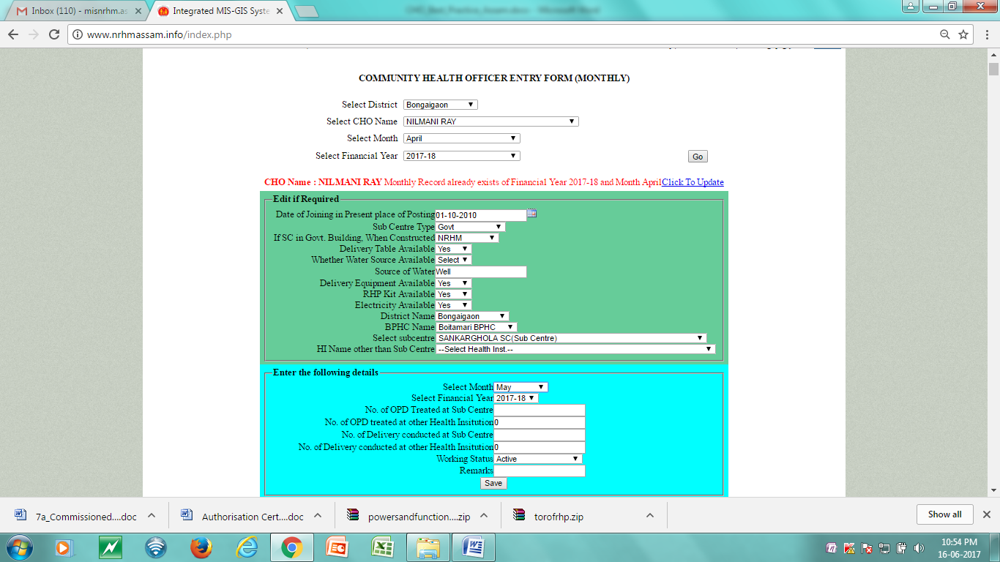 Inbox (110) - misnrhm.as
Integrated MIS-GIS Syste
CHO_Best_Practice_Assam.docx - Microsoft Word
www.nrhmassam.info/index.php
COMMUNITY HEALTH OFFICER ENTRY FORM (MONTHLY)
Select District Bongaigaon
Select CHO Name NILMANI RAY
Select Month April
Select Financial Year 2017-18 Go
CHO Name : NILMANI RAY Monthly Record already exists of Financial Year 2017-18 and Month AprilClick To Update
Edit if Required
Date of Joining in Present place of Posting 01-10-2010
Sub Centre Type Govt
If SC in Govt. Building, When Constructed NRHM
Delivery Table Available Yes
Whether Water Source Available Select
Source of Water Well
Delivery Equipment Available Yes
RHP Kit Available Yes
Electricity Available Yes
District Name Bongaigaon
BPHC Name Boitamari BPHC
Select subcentre SANKARGHOLA SC(Sub Centre)
HI Name other than Sub Centre --Select Health Inst.--
Enter the following details
Select Month May
Select Financial Year 2017-18
No. of OPD Treated at Sub Centre
No. of OPD treated at other Health Insitution 0
No. of Delivery conducted at Sub Centre
No. of Delivery conducted at other Health Insitution 0
Working Status Active
Remarks
Save
7a_Commissioned....doc
Authorisation Cert....doc
powersandfunction....zip
torofrhp.zip
Show all
10:54 PM
16-06-2017